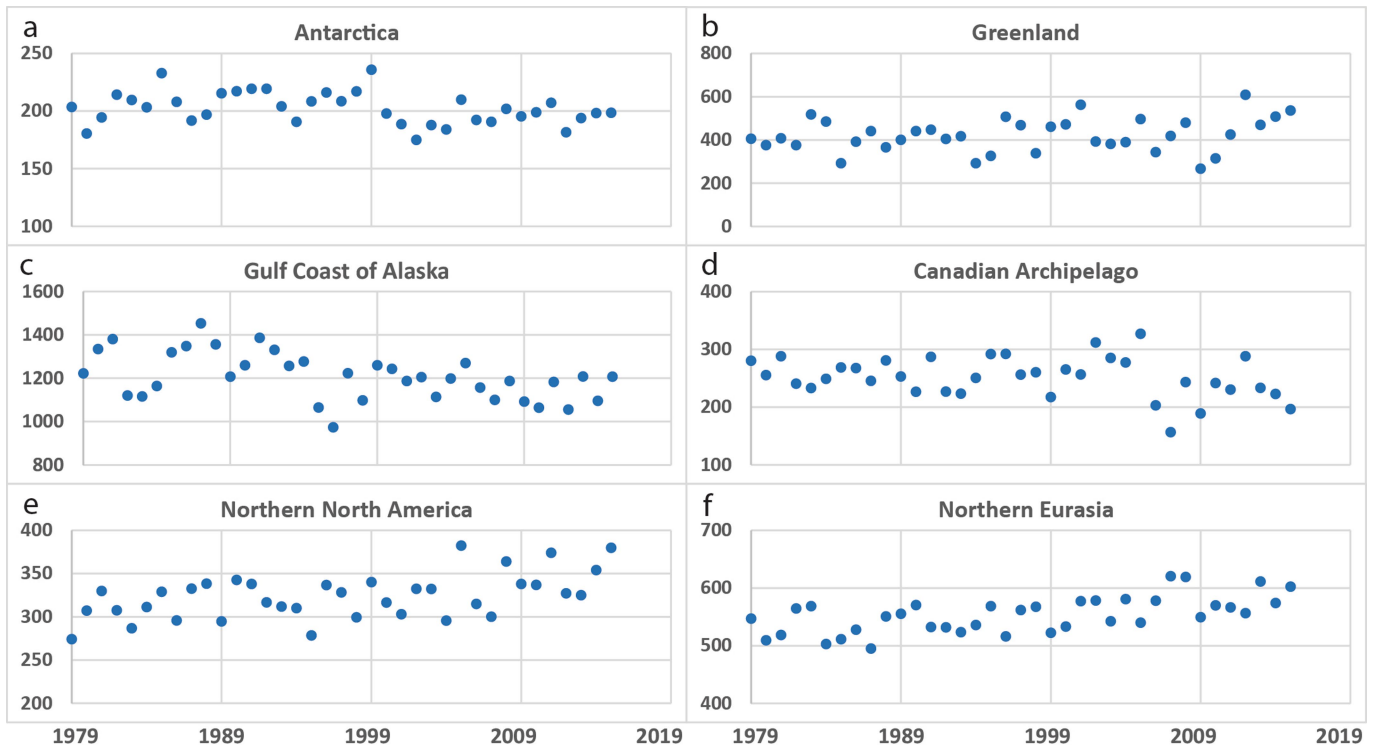 a
Antarctica
250
200
150
100
b
Greenland
800
600
400
200
0
c
Gulf Coast of Alaska
1600
1400
1200
1000
800
d
Canadian Archipelago
400
300
200
100
e
Northern North America
400
350
300
250
200
1979 1989 1999 2009 2019
f
Northern Eurasia
700
600
500
400
1979 1989 1999 2009 2019